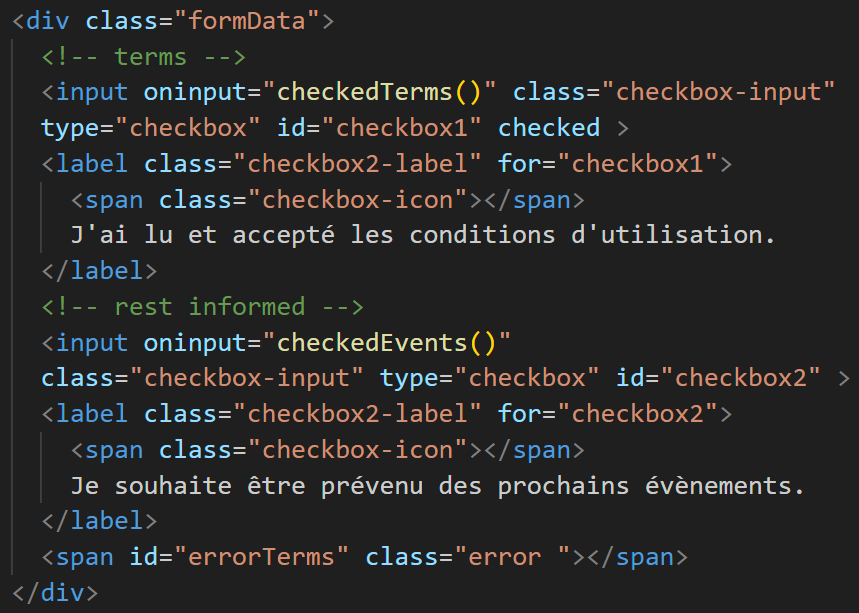 <div class="formData">
<!-- terms -->
<input oninput="checkedTerms()" class="checkbox-input"
type="checkbox" id="checkbox1" checked >
<label class="checkbox2-label" for="checkbox1">
<span class="checkbox-icon"></span>
J'ai lu et accepté les conditions d'utilisation.
</label>
<!-- rest informed -->
<input oninput="checkedEvents()"
class="checkbox-input" type="checkbox" id="checkbox2" >
<label class="checkbox2-label" for="checkbox2">
<span class="checkbox-icon"></span>
Je souhaite être prévenu des prochains évènements.
</label>
<span id="errorTerms" class="error "></span>
</div>